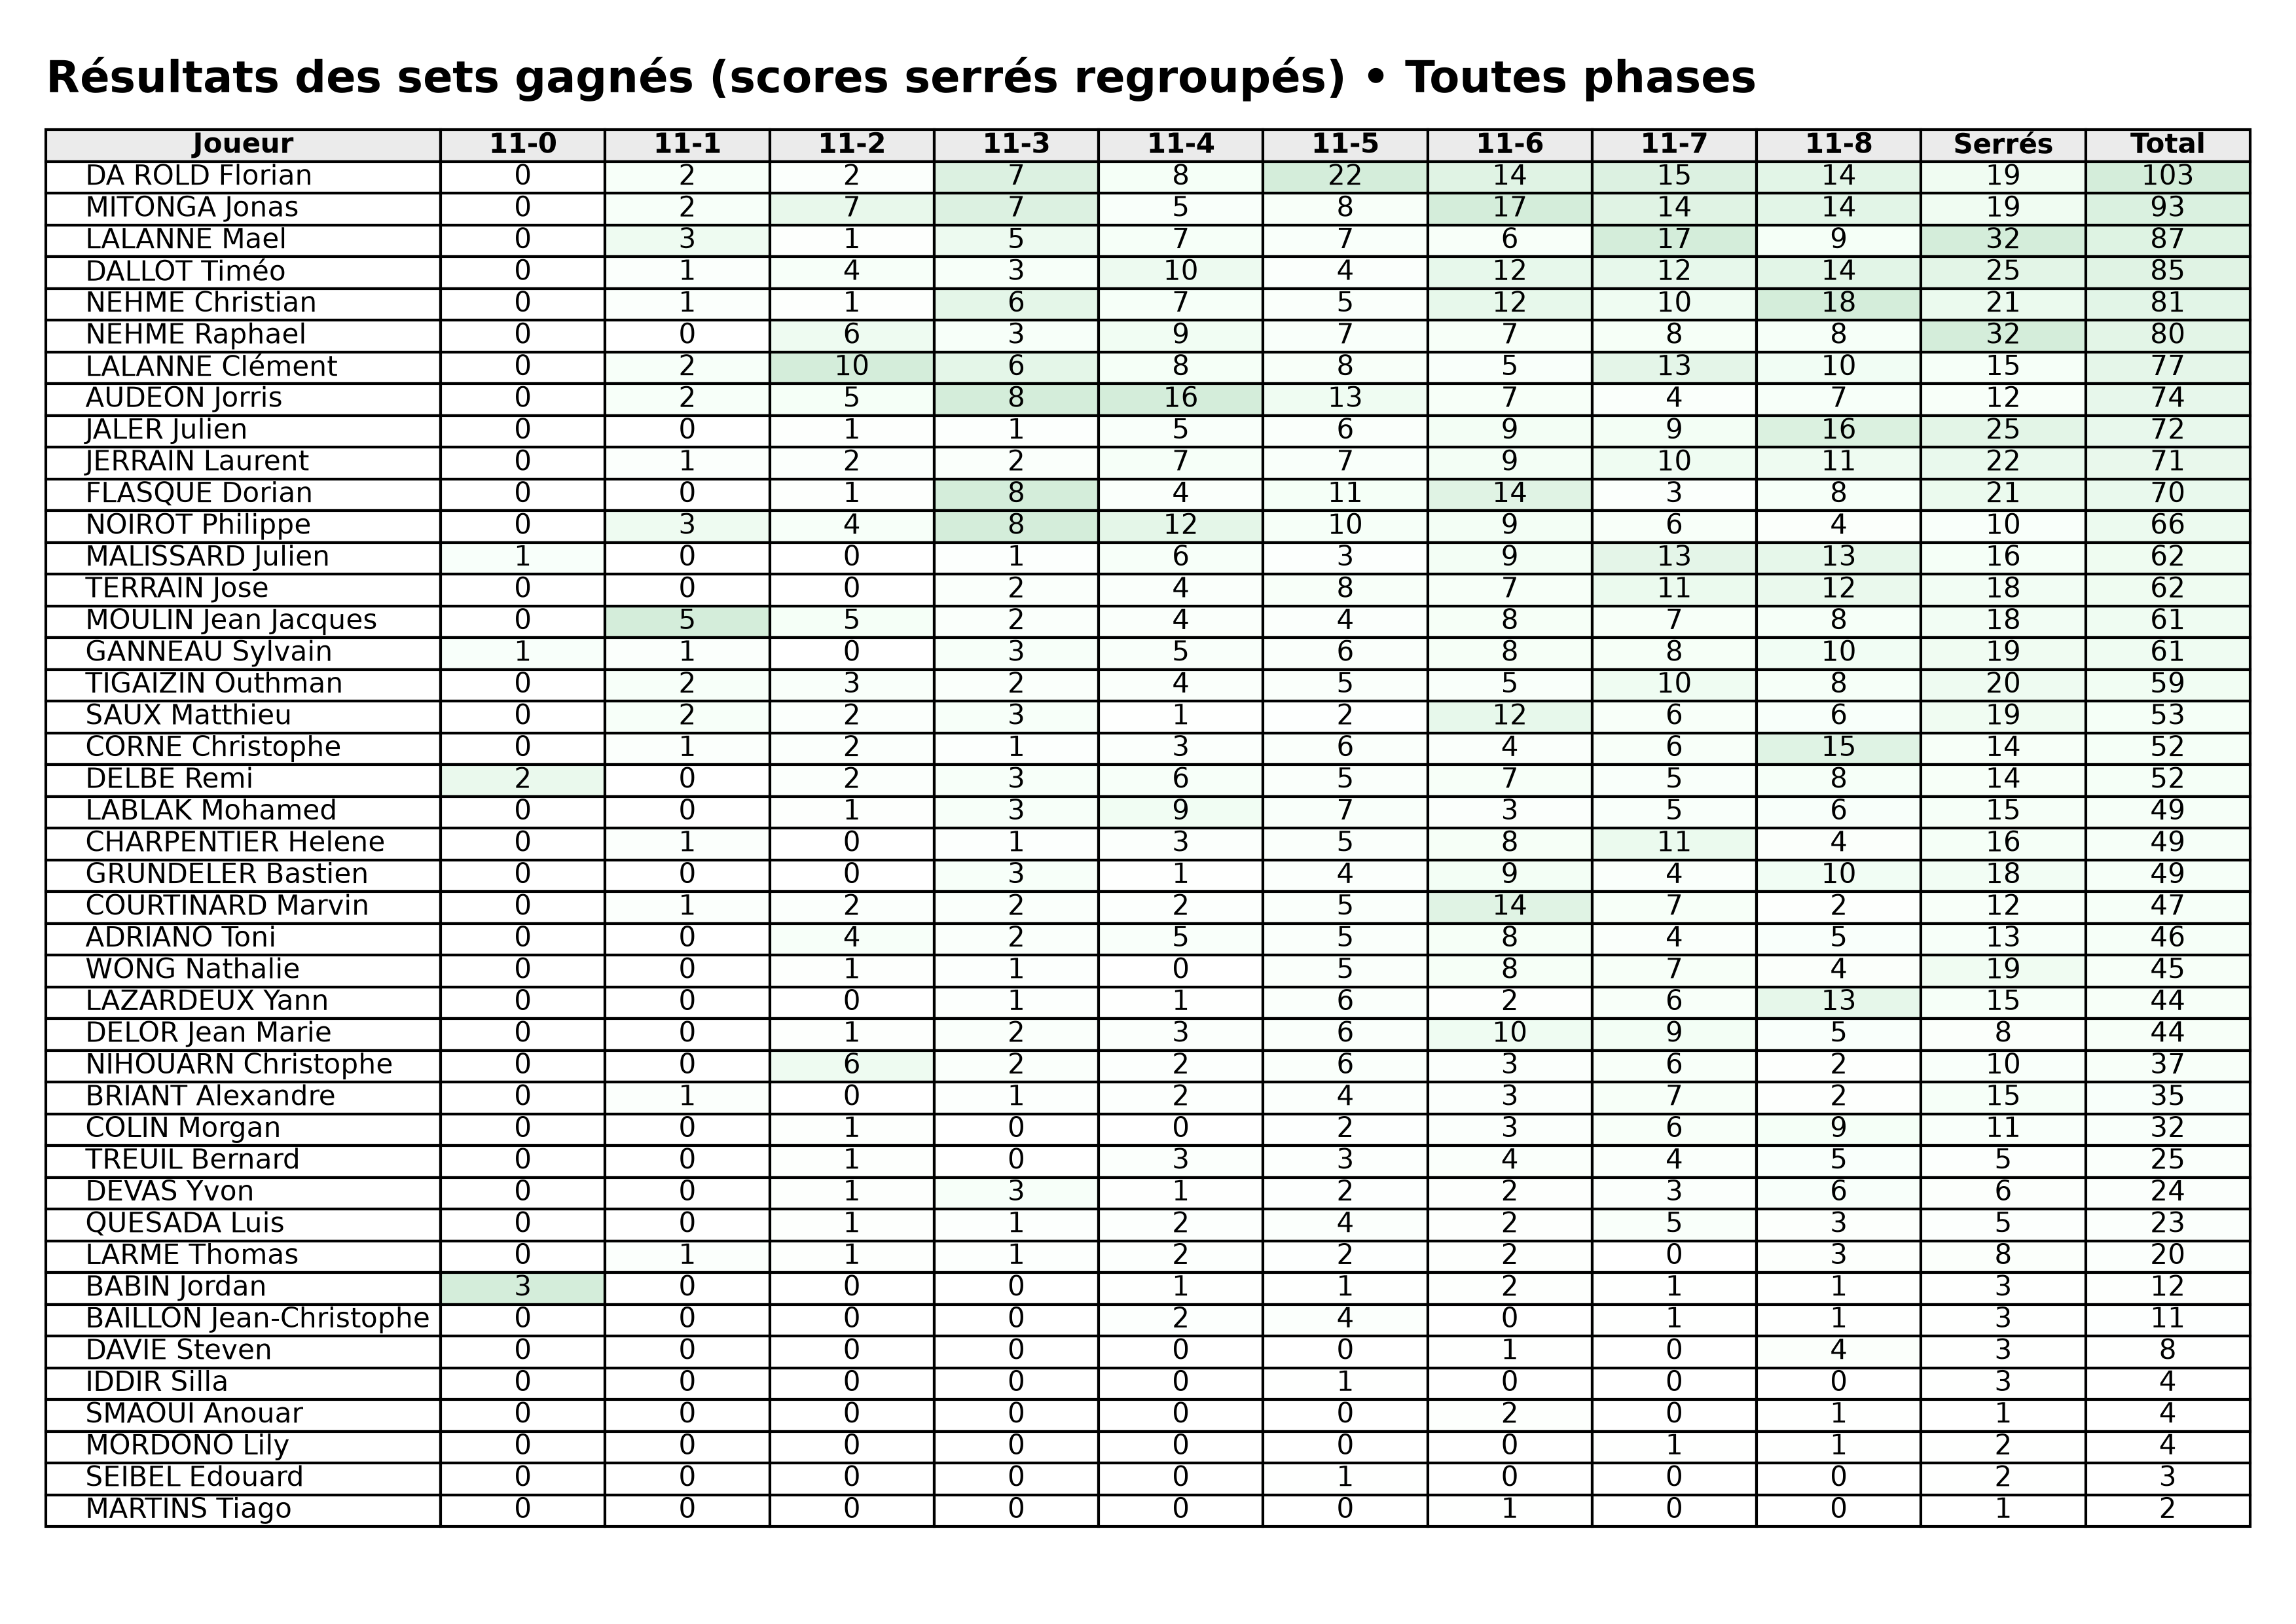 Résultats des sets gagnés (scores serrés regroupés) • Toutes phases
Joueur 11-0 11-1 11-2 11-3 11-4 11-5 11-6 11-7 11-8 Serrés Total
DA ROLD Florian 0 2 2 7 8 22 14 15 14 19 103
MITONGA Jonas 0 2 7 7 5 8 17 14 14 19 93
LALANNE Mael 0 3 1 5 7 7 6 17 9 32 87
DALLOT Timéo 0 1 4 3 10 4 12 12 14 25 85
NEHME Christian 0 1 1 6 7 5 12 10 18 21 81
NEHME Raphael 0 0 6 3 9 7 7 8 8 32 80
LALANNE Clément 0 2 10 6 8 8 5 13 10 15 77
AUDEON Jorris 0 2 5 8 16 13 7 4 7 12 74
JALER Julien 0 0 1 1 5 6 9 9 16 25 72
JERRAIN Laurent 0 1 2 2 7 7 9 10 11 22 71
FLASQUE Dorian 0 0 1 8 4 11 14 3 8 21 70
NOIROT Philippe 0 3 4 8 12 10 9 6 4 10 66
MALISSARD Julien 1 0 0 1 6 3 9 13 13 16 62
TERRAIN Jose 0 0 0 2 4 8 7 11 12 18 62
MOULIN Jean Jacques 0 5 5 2 4 4 8 7 8 18 61
GANNEAU Sylvain 1 1 0 3 5 6 8 8 10 19 61
TIGAIZIN Outhman 0 2 3 2 4 5 5 10 8 20 59
SAUX Matthieu 0 2 2 3 1 2 12 6 6 19 53
CORNE Christophe 0 1 2 1 3 6 4 6 15 14 52
DELBE Remi 2 0 2 3 6 5 7 5 8 14 52
LABLAK Mohamed 0 0 1 3 9 7 3 5 6 15 49
CHARPENTIER Helene 0 1 0 1 3 5 8 11 4 16 49
GRUNDELER Bastien 0 0 0 3 1 4 9 4 10 18 49
COURTINARD Marvin 0 1 2 2 2 5 14 7 2 12 47
ADRIANO Toni 0 0 4 2 5 5 8 4 5 13 46
WONG Nathalie 0 0 1 1 0 5 8 7 4 19 45
LAZARDEUX Yann 0 0 0 1 1 6 2 6 13 15 44
DELOR Jean Marie 0 0 1 2 3 6 10 9 5 8 44
NIHOUARN Christophe 0 0 6 2 2 6 3 6 2 10 37
BRIANT Alexandre 0 1 0 1 2 4 3 7 2 15 35
COLIN Morgan 0 0 1 0 0 2 3 6 9 11 32
TREUIL Bernard 0 0 1 0 3 3 4 4 5 5 25
DEVAS Yvon 0 0 1 3 1 2 2 3 6 6 24
QUESADA Luis 0 0 1 1 2 4 2 5 3 5 23
LARME Thomas 0 1 1 1 2 2 2 0 3 8 20
BABIN Jordan 3 0 0 0 1 1 2 1 1 3 12
BAILLON Jean-Christophe 0 0 0 0 2 4 0 1 1 3 11
DAVIE Steven 0 0 0 0 0 0 1 0 4 3 8
IDDIR Silla 0 0 0 0 0 1 0 0 0 3 4
SMAOUI Anouar 0 0 0 0 0 0 2 0 1 1 4
MORDONO Lily 0 0 0 0 0 0 0 1 1 2 4
SEIBEL Edouard 0 0 0 0 0 1 0 0 0 2 3
MARTINS Tiago 0 0 0 0 0 0 1 0 0 1 2